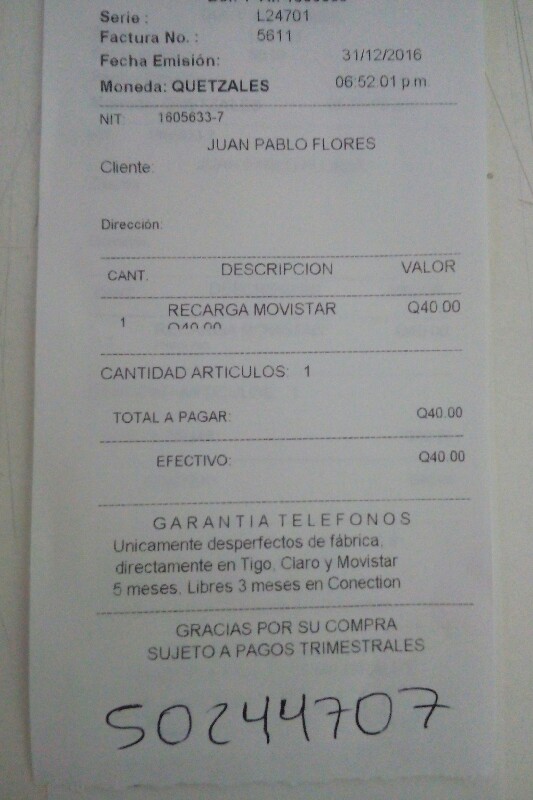 Serie : L24701
Factura No. : 5611
Fecha Emisión: 31/12/2016
Moneda: QUETZALES 06:52:01 p.m.
NIT: 1605633-7
JUAN PABLO FLORES
Cliente:
Dirección:
CANT. DESCRIPCION VALOR
1 RECARGA MOVISTAR Q40.00
Q40.00
CANTIDAD ARTICULOS: 1
TOTAL A PAGAR: Q40.00
EFECTIVO: Q40.00
GARANTIA TELEFONOS
Unicamente desperfectos de fábrica,
directamente en Tigo, Claro y Movistar
5 meses, Libres 3 meses en Conection
GRACIAS POR SU COMPRA
SUJETO A PAGOS TRIMESTRALES
50244707